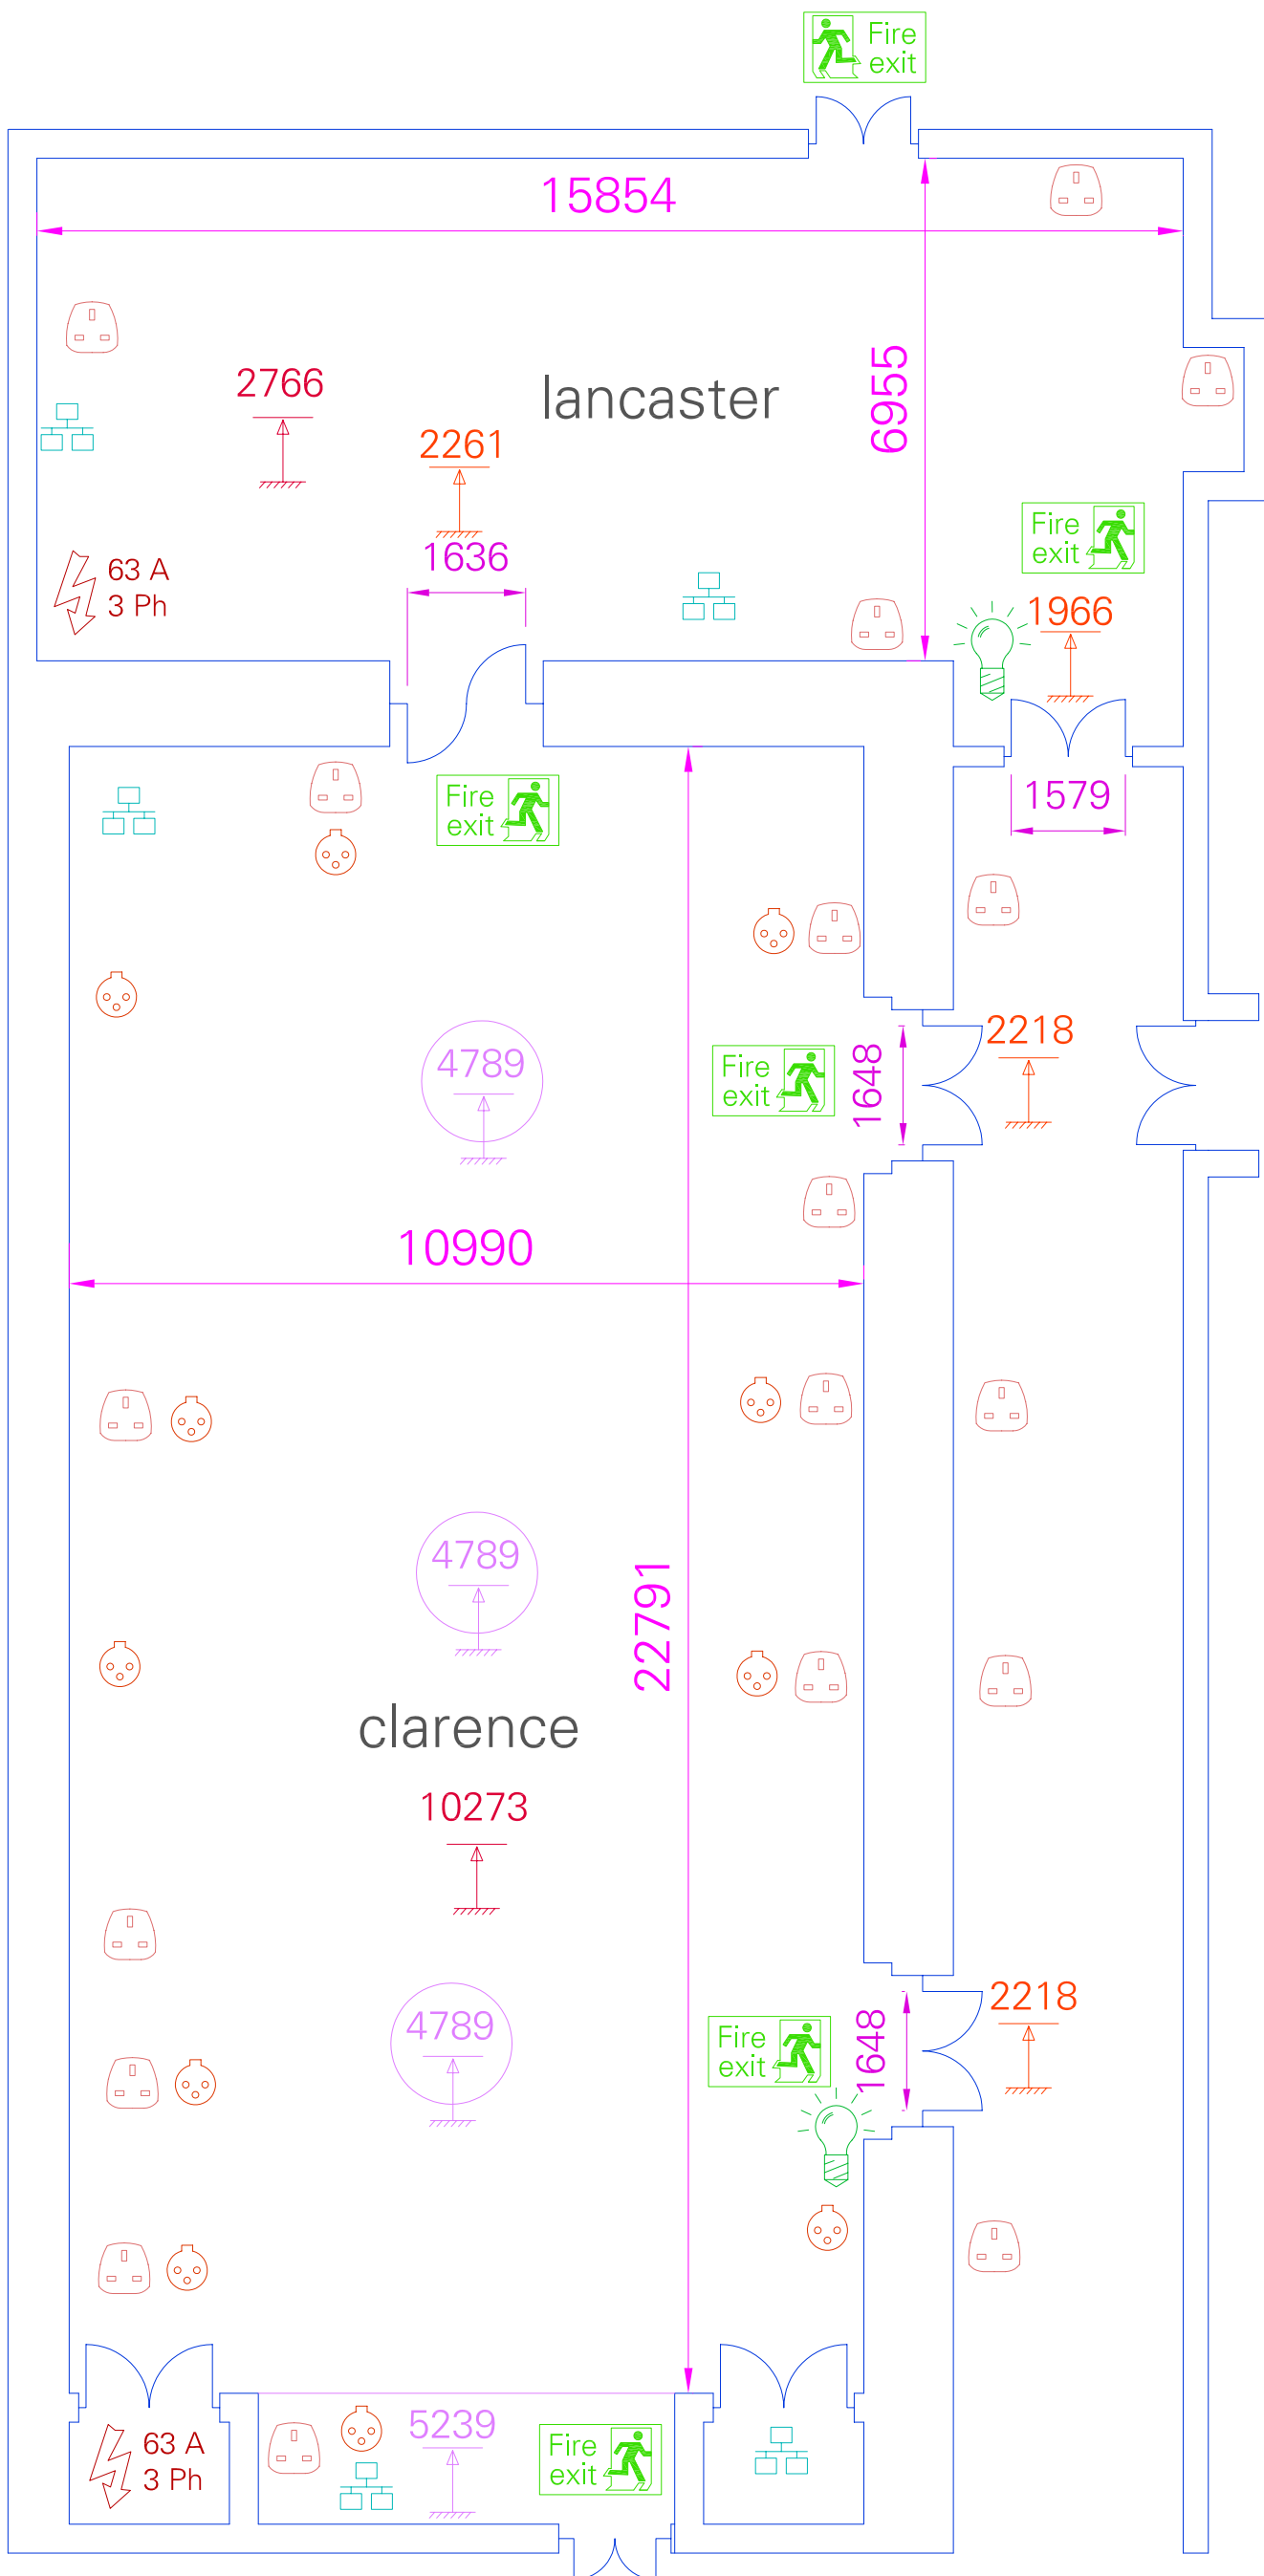 Fire
exit
15854
6955
2766
lancaster
2261
1636
63 A
3 Ph
Fire
exit
1966
1579
Fire
exit
4789
2218
1648
Fire
exit
10990
4789
22791
clarence
10273
4789
2218
1648
Fire
exit
5239
63 A
3 Ph
Fire
exit